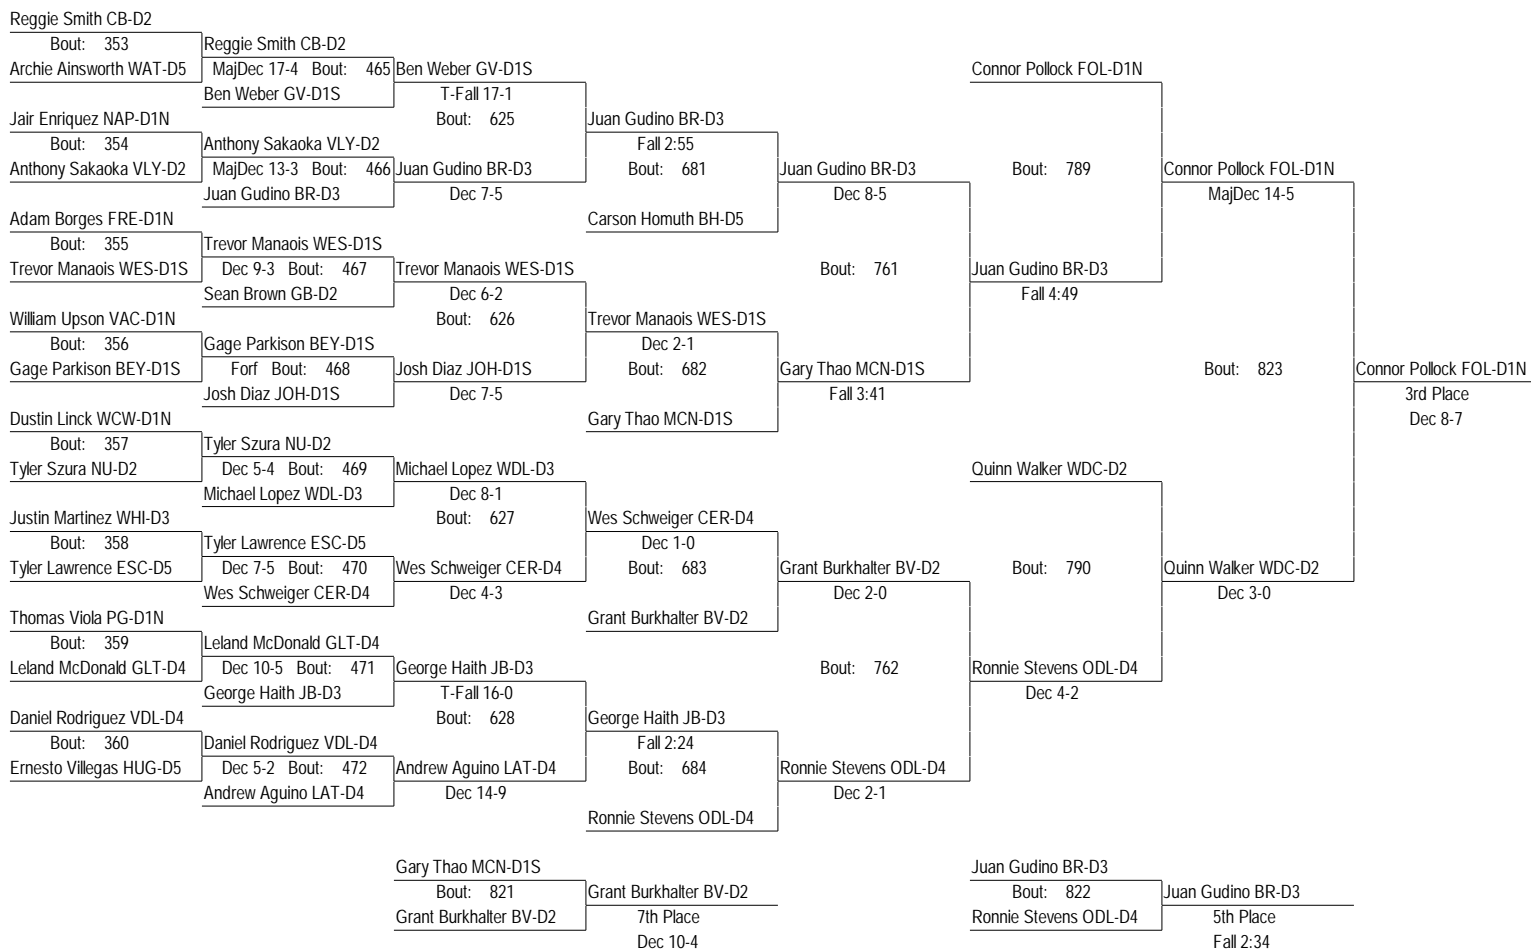 Reggie Smith CB-D2
Bout: 353 Reggie Smith CB-D2
Archie Ainsworth WAT-D5 MajDec 17-4 Bout: 465 Ben Weber GV-D1S Connor Pollock FOL-D1N
Ben Weber GV-D1S T-Fall 17-1
Jair Enriquez NAP-D1N Bout: 625 Juan Gudino BR-D3
Bout: 354 Anthony Sakaoka VLY-D2 Fall 2:55
Anthony Sakaoka VLY-D2 MajDec 13-3 Bout: 466 Juan Gudino BR-D3 Bout: 681 Juan Gudino BR-D3 Bout: 789 Connor Pollock FOL-D1N
Juan Gudino BR-D3 Dec 7-5 Dec 8-5 MajDec 14-5
Adam Borges FRE-D1N Carson Homuth BH-D5
Bout: 355 Trevor Manaois WES-D1S
Trevor Manaois WES-D1S Dec 9-3 Bout: 467 Trevor Manaois WES-D1S Bout: 761 Juan Gudino BR-D3
Sean Brown GB-D2 Dec 6-2 Fall 4:49
William Upson VAC-D1N Bout: 626 Trevor Manaois WES-D1S
Bout: 356 Gage Parkison BEY-D1S Dec 2-1
Gage Parkison BEY-D1S Forf Bout: 468 Josh Diaz JOH-D1S Bout: 682 Gary Thao MCN-D1S Bout: 823 Connor Pollock FOL-D1N
Josh Diaz JOH-D1S Dec 7-5 Fall 3:41 3rd Place
Dustin Linck WCW-D1N Gary Thao MCN-D1S Dec 8-7
Bout: 357 Tyler Szura NU-D2
Tyler Szura NU-D2 Dec 5-4 Bout: 469 Michael Lopez WDL-D3 Quinn Walker WDC-D2
Michael Lopez WDL-D3 Dec 8-1
Justin Martinez WHI-D3 Bout: 627 Wes Schweiger CER-D4
Bout: 358 Tyler Lawrence ESC-D5 Dec 1-0
Tyler Lawrence ESC-D5 Dec 7-5 Bout: 470 Wes Schweiger CER-D4 Bout: 683 Grant Burkhalter BV-D2 Bout: 790 Quinn Walker WDC-D2
Wes Schweiger CER-D4 Dec 4-3 Dec 2-0 Dec 3-0
Thomas Viola PG-D1N Grant Burkhalter BV-D2
Bout: 359 Leland McDonald GLT-D4
Leland McDonald GLT-D4 Dec 10-5 Bout: 471 George Haith JB-D3 Bout: 762 Ronnie Stevens ODL-D4
George Haith JB-D3 T-Fall 16-0 Dec 4-2
Daniel Rodriguez VDL-D4 Bout: 628 George Haith JB-D3
Bout: 360 Daniel Rodriguez VDL-D4 Fall 2:24
Ernesto Villegas HUG-D5 Dec 5-2 Bout: 472 Andrew Aguino LAT-D4 Bout: 684 Ronnie Stevens ODL-D4
Andrew Aguino LAT-D4 Dec 14-9 Dec 2-1
Ronnie Stevens ODL-D4
Gary Thao MCN-D1S Juan Gudino BR-D3
Bout: 821 Grant Burkhalter BV-D2 Bout: 822 Juan Gudino BR-D3
Grant Burkhalter BV-D2 7th Place Ronnie Stevens ODL-D4 5th Place
Dec 10-4 Fall 2:34